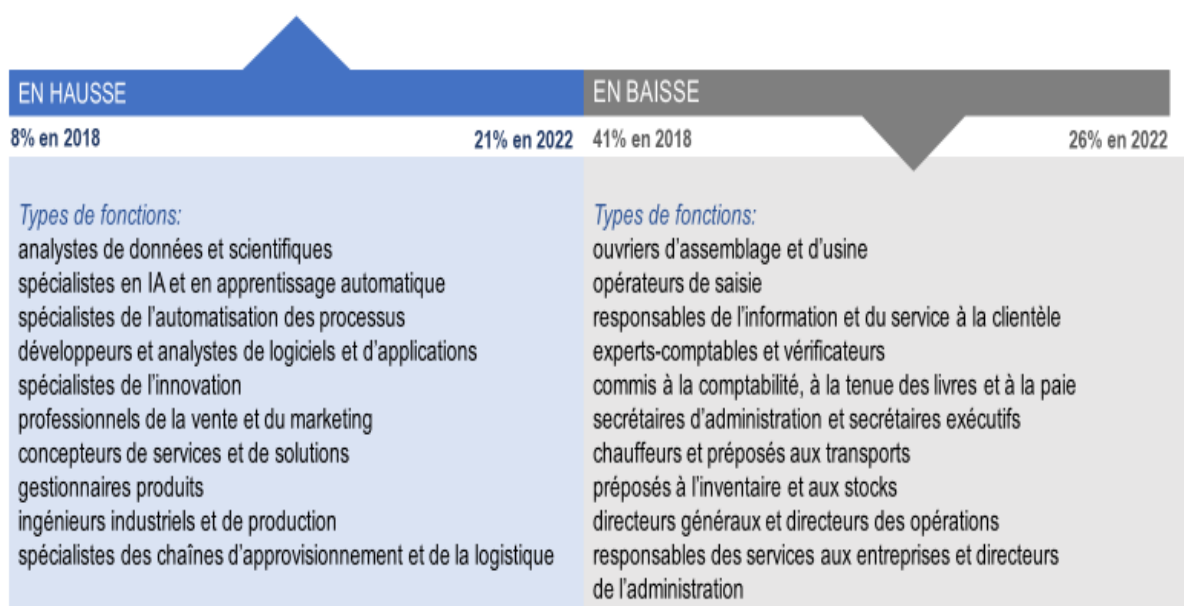 EN HAUSSE
8% en 2018
21% en 2022
Types de fonctions:
analystes de données et scientifiques
spécialistes en IA et en apprentissage automatique
spécialistes de l'automatisation des processus
développeurs et analystes de logiciels et d'applications
spécialistes de l'innovation
professionnels de la vente et du marketing
concepteurs de services et de solutions
gestionnaires produits
ingénieurs industriels et de production
spécialistes des chaînes d'approvisionnement et de la logistique
EN BAISSE
41% en 2018
26% en 2022
Types de fonctions:
ouvriers d'assemblage et d'usine
opérateurs de saisie
responsables de l'information et du service à la clientèle
experts-comptables et vérificateurs
commis à la comptabilité, à la tenue des livres et à la paie
secrétaires d'administration et secrétaires exécutifs
chauffeurs et préposés aux transports
préposés à l'inventaire et aux stocks
directeurs généraux et directeurs des opérations
responsables des services aux entreprises et directeurs
de l'administration